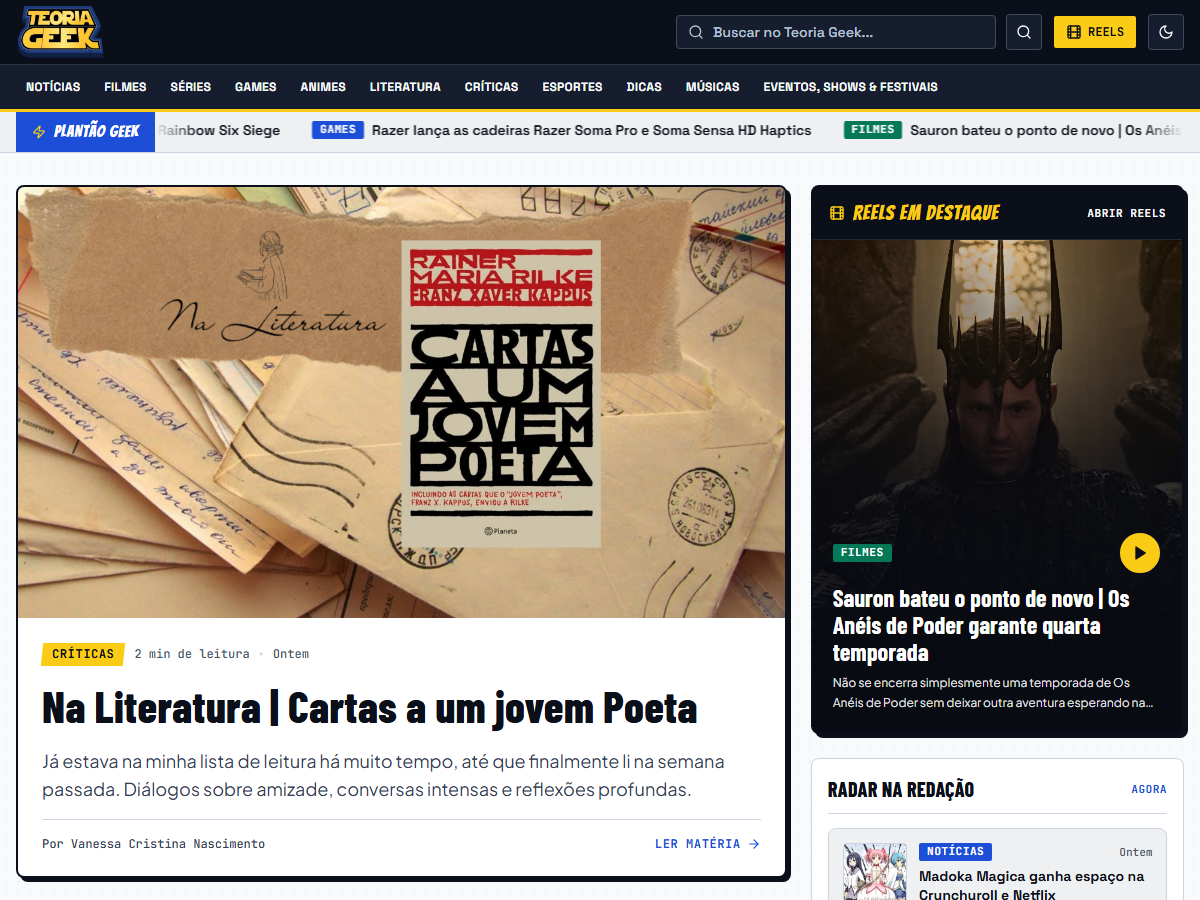 TEORIA
GEEK
Buscar no Teoria Geek...
REELS
NOTÍCIAS FILMES SÉRIES GAMES ANIMES LITERATURA CRÍTICAS ESPORTES DICAS MÚSICAS EVENTOS, SHOWS & FESTIVAIS
PLANTÃO GEEK Rainbow Six Siege GAMES Razer lança as cadeiras Razer Soma Pro e Soma Sensa HD Haptics FILMES Sauron bateu o ponto de novo | Os Anéis
Na Literatura
RAINER
MARIA RILKE
FRANZ XAVER KAPPUS
CARTAS
A UM
JOVEM
POETA
INCLUINDO AS CARTAS QUE O "JOVEM POETA",
FRANZ X. KAPPUS, ENVIOU A RILKE
Planeta
CRÍTICAS 2 min de leitura · Ontem
Na Literatura | Cartas a um jovem Poeta
Já estava na minha lista de leitura há muito tempo, até que finalmente li na semana
passada. Diálogos sobre amizade, conversas intensas e reflexões profundas.
Por Vanessa Cristina Nascimento LER MATÉRIA →
REELS EM DESTAQUE ABRIR REELS
FILMES
Sauron bateu o ponto de novo | Os
Anéis de Poder garante quarta
temporada
Não se encerra simplesmente uma temporada de Os
Anéis de Poder sem deixar outra aventura esperando na...
RADAR NA REDAÇÃO AGORA
NOTÍCIAS Ontem
Madoka Magica ganha espaço na
Crunchyroll e Netflix